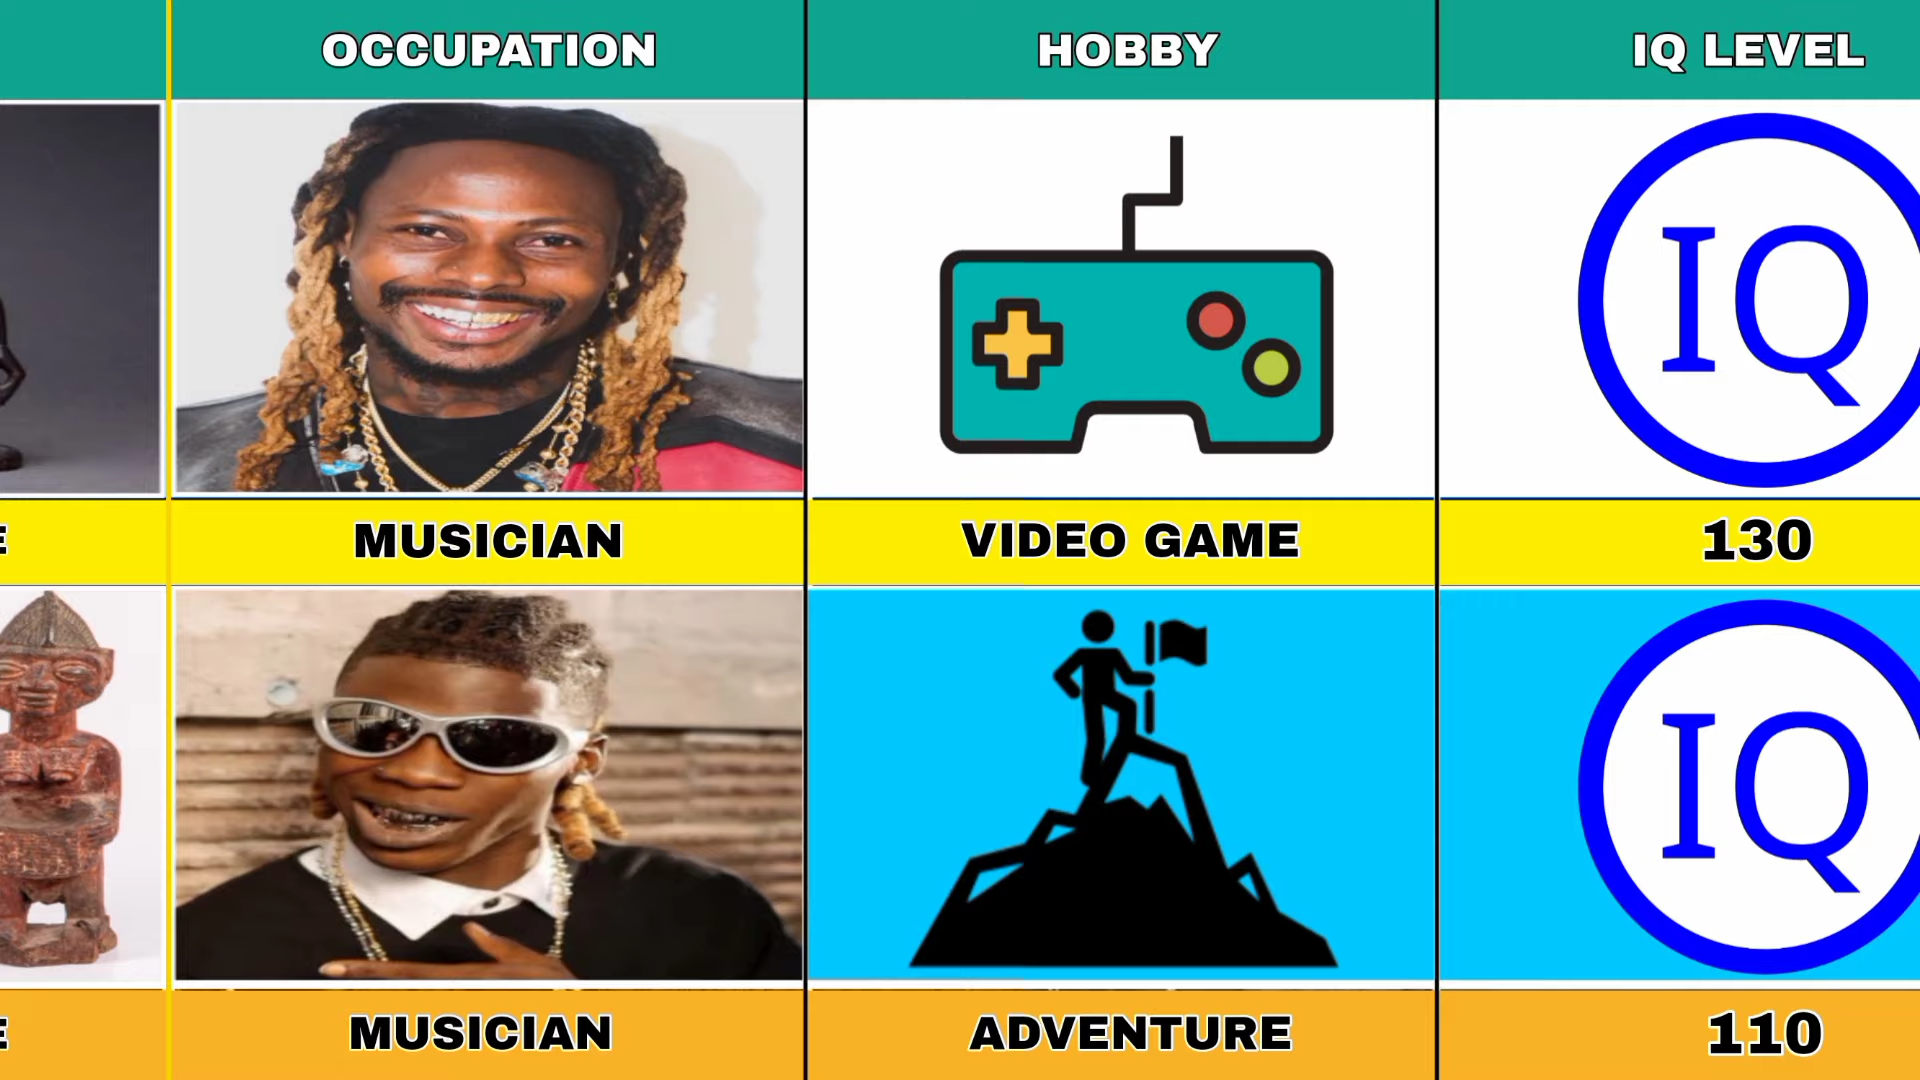 OCCUPATION
HOBBY
IQ LEVEL
IQ
MUSICIAN
VIDEO GAME
130
IQ
MUSICIAN
ADVENTURE
110